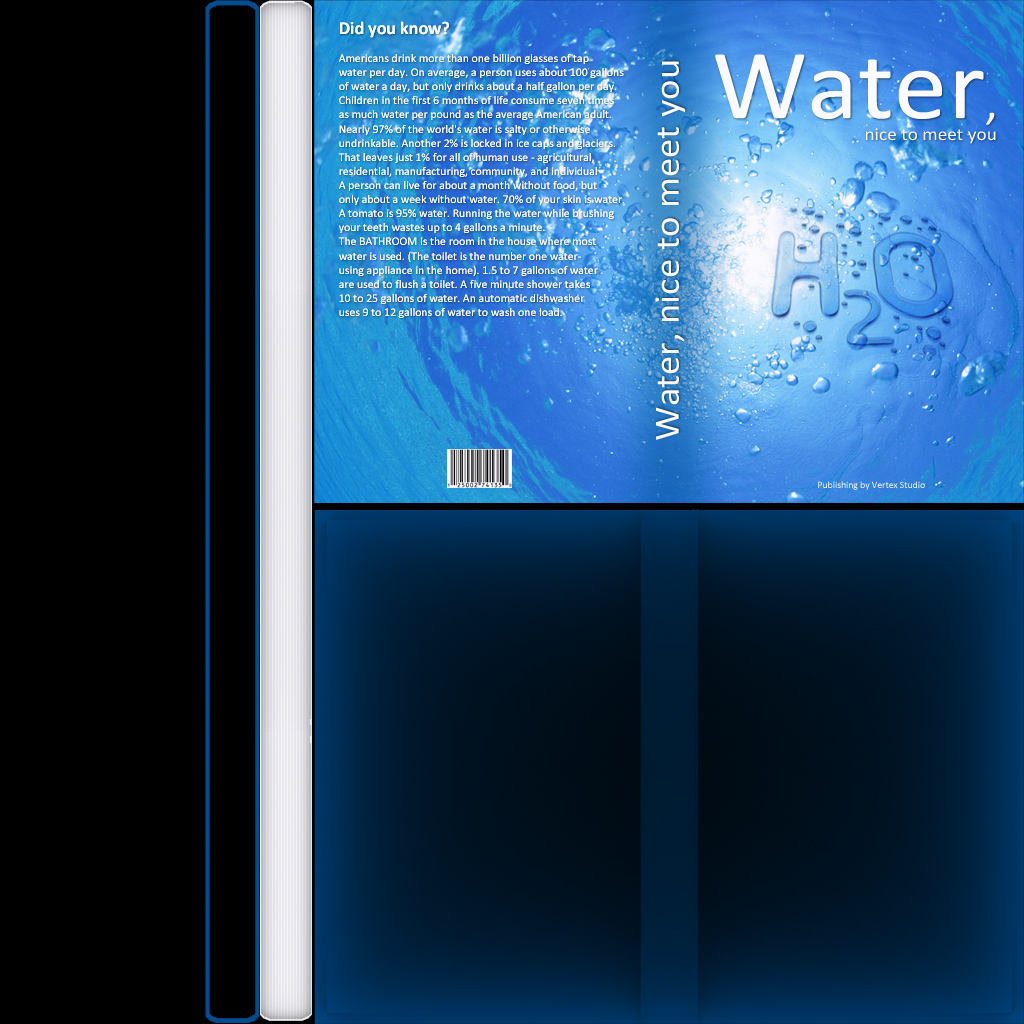 Did you know?
Americans drink more than one billion glasses of tap
water per day. On average, a person uses about 100 gallons
of water a day, but only drinks about a half gallon per day.
Children in the first 6 months of life consume seven times
as much water per pound as the average American adult.
Nearly 97% of the world's water is salty or otherwise
undrinkable. Another 2% is locked in ice caps and glaciers.
That leaves just 1% for all of human use - agricultural,
residential, manufacturing, community, and individual
A person can live for about a month without food, but
only about a week without water. 70% of your skin is water
A tomato is 95% water. Running the water while brushing
your teeth wastes up to 4 gallons a minute.
The BATHROOM is the room in the house where most
water is used. (The toilet is the number one water-
using appliance in the home). 1.5 to 7 gallons of water
are used to flush a toilet. A five minute shower takes
10 to 25 gallons of water. An automatic dishwasher
uses 9 to 12 gallons of water to wash one load.
Water, nice to meet you
Water,
nice to meet you
H2O
Publishing by Vertex Studio